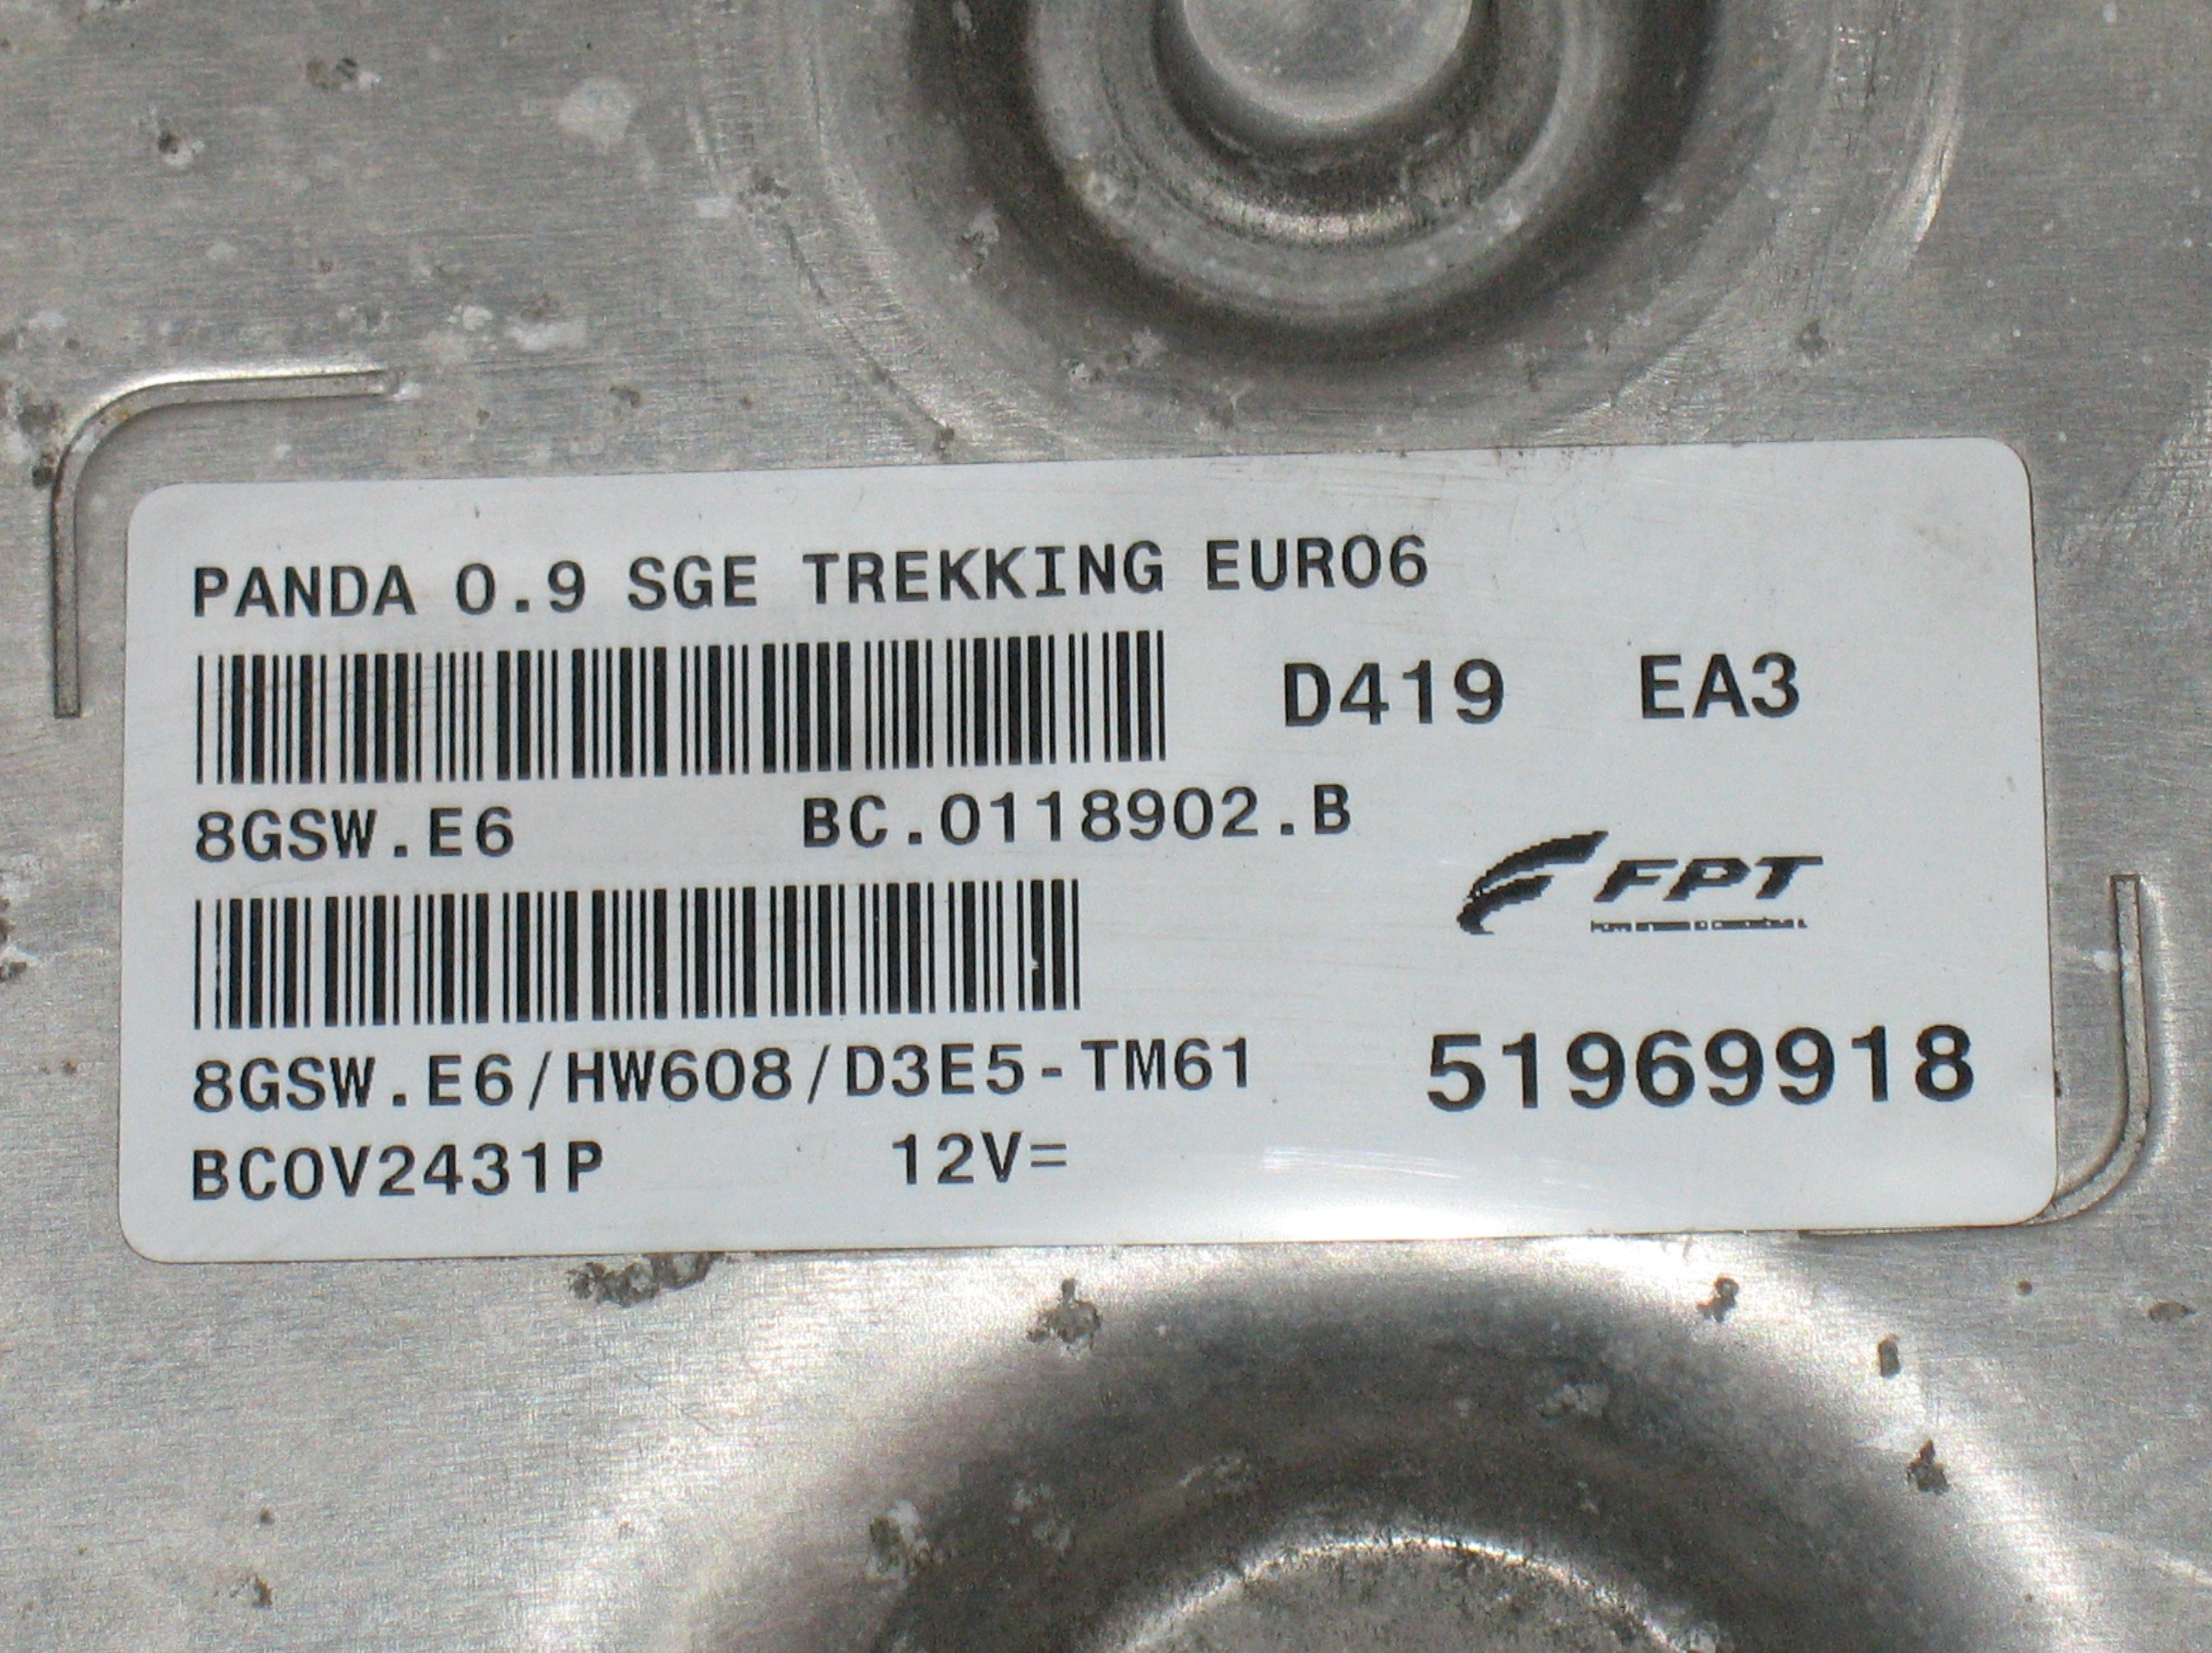 PANDA 0.9 SGE TREKKING EURO6
D419 EA3
8GSW.E6 BC.0118902.B
FPT
8GSW.E6/HW608/D3E5-TM61
51969918
BC0V2431P 12V=